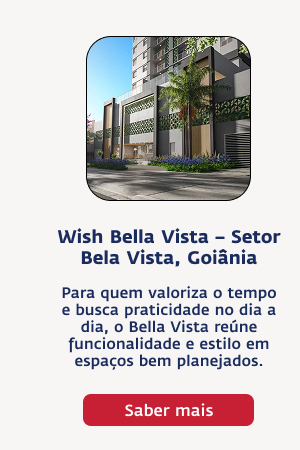 Wish Bella Vista – Setor
Bela Vista, Goiânia
Para quem valoriza o tempo
e busca praticidade no dia a
dia, o Bella Vista reúne
funcionalidade e estilo em
espaços bem planejados.
Saber mais